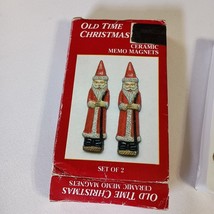 OLD TIME
CHRISTMAS
CERAMIC
MEMO MAGNETS
SET OF 2
OLD TIME CHRISTMAS
CERAMIC MEMO MAGNETS